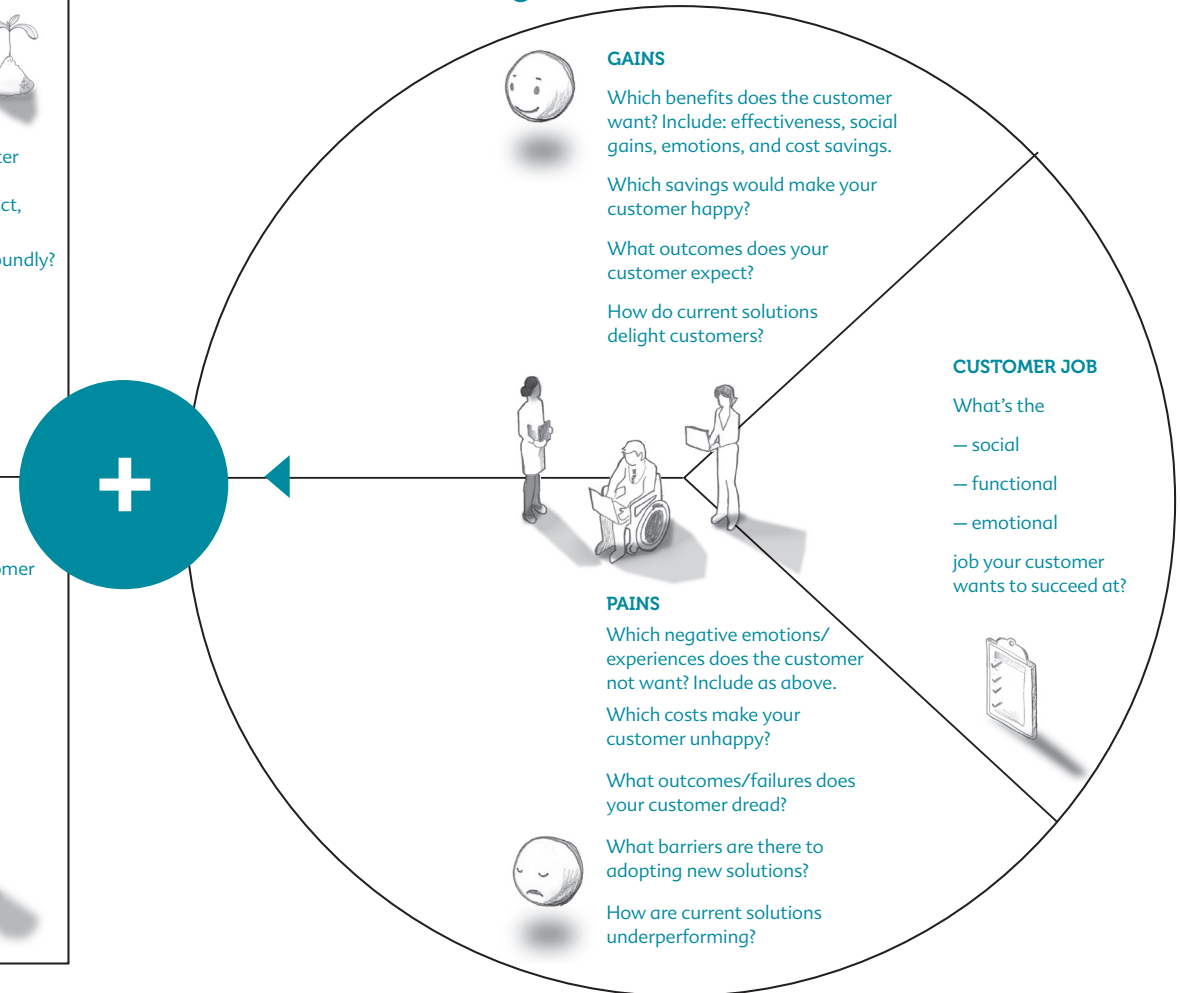 GAINS
Which benefits does the customer
want? Include: effectiveness, social
gains, emotions, and cost savings.
Which savings would make your
customer happy?
What outcomes does your
customer expect?
How do current solutions
delight customers?
CUSTOMER JOB
What's the
— social
— functional
— emotional
job your customer
wants to succeed at?
+
PAINS
Which negative emotions/
experiences does the customer
not want? Include as above.
Which costs make your
customer unhappy?
What outcomes/failures does
your customer dread?
What barriers are there to
adopting new solutions?
How are current solutions
underperforming?